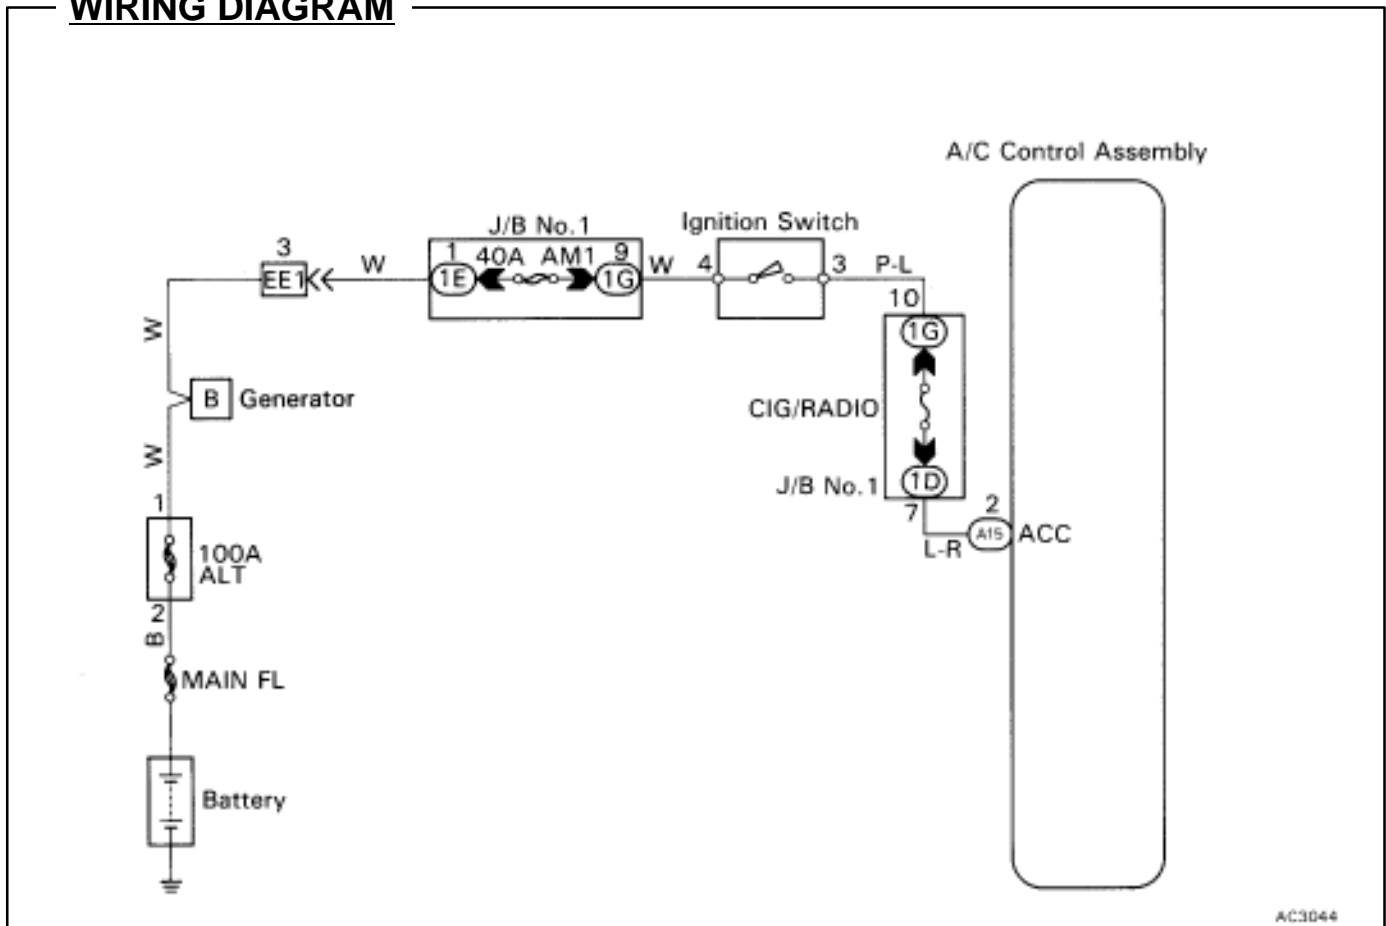 WIRING DIAGRAM
A/C Control Assembly
J/B No.1
Ignition Switch
3
EE1
W
1
1E
40A AM1
9
1G
W
4
3
P-L
10
1G
CIG/RADIO
1D
J/B No.1
7
L-R
2
A15
ACC
W
B
Generator
W
1
100A
ALT
2
B
MAIN FL
Battery
AC3044